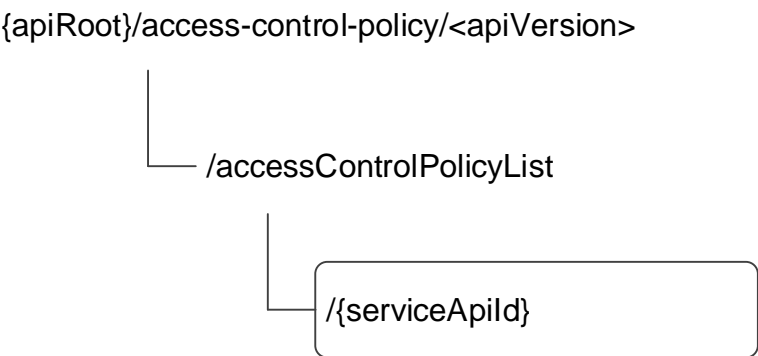 {apiRoot}/access-control-policy/<apiVersion>
/accessControlPolicyList
/{serviceApiId}